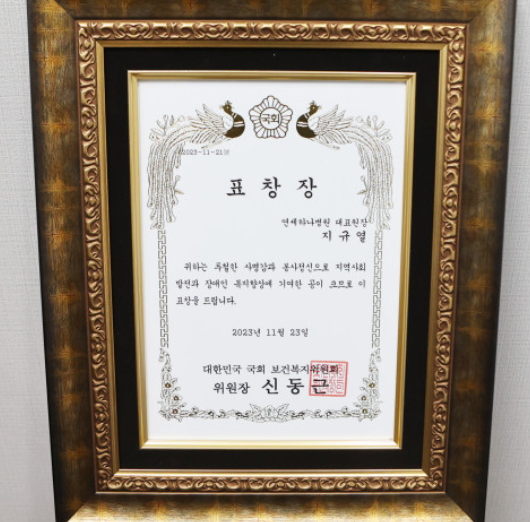 국회
2023-11-21호
표 창 장
연세하나병원 대표원장
지 규 열
귀하는 투철한 사명감과 봉사정신으로 지역사회
발전과 장애인 복지향상에 기여한 공이 크므로 이
표창을 드립니다.
2023년 11월 23일
대한민국 국회 보건복지위원회
위원장 신 동 근